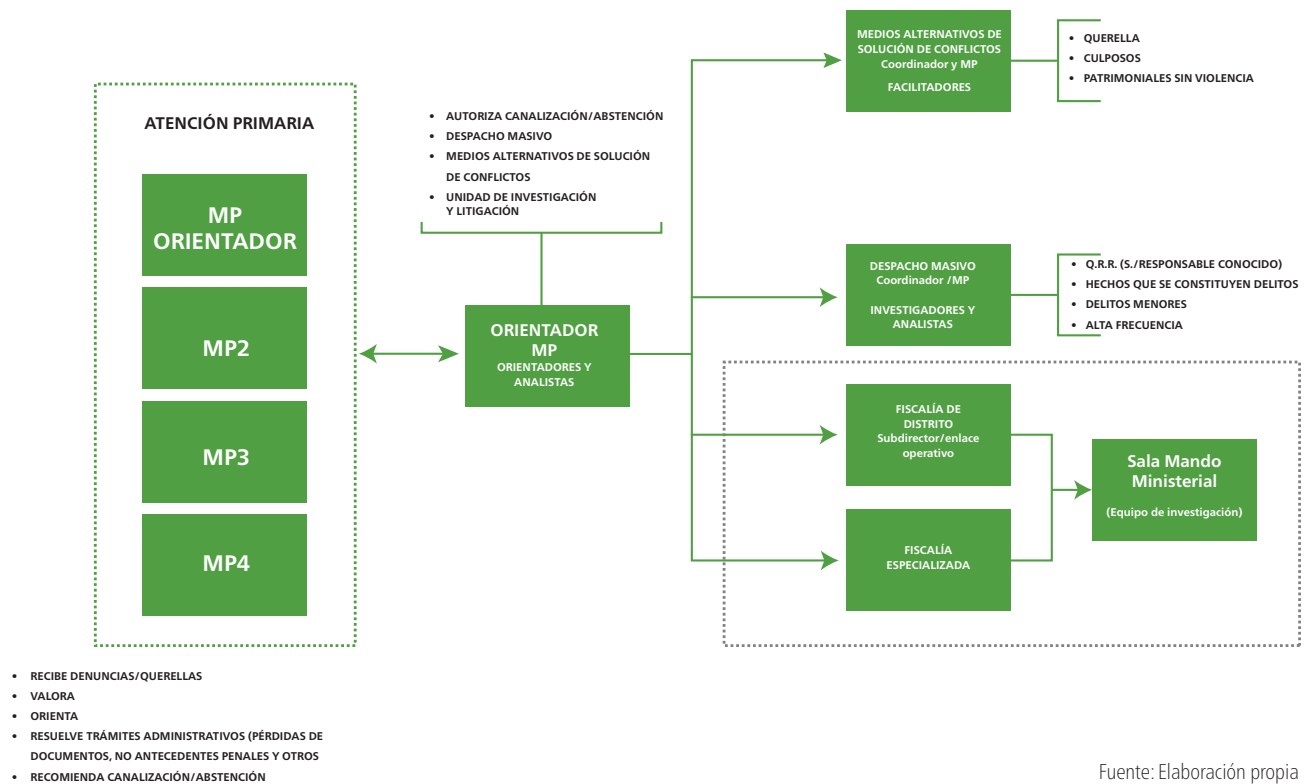 ATENCIÓN PRIMARIA
MP
ORIENTADOR
MP2
MP3
MP4
• RECIBE DENUNCIAS/QUERELLAS
• VALORA
• ORIENTA
• RESUELVE TRÁMITES ADMINISTRATIVOS (PÉRDIDAS DE
DOCUMENTOS, NO ANTECEDENTES PENALES Y OTROS
• RECOMIENDA CANALIZACIÓN/ABSTENCIÓN
• AUTORIZA CANALIZACIÓN/ABSTENCIÓN
• DESPACHO MASIVO
• MEDIOS ALTERNATIVOS DE SOLUCIÓN
DE CONFLICTOS
• UNIDAD DE INVESTIGACIÓN
Y LITIGACIÓN
ORIENTADOR
MP
ORIENTADORES Y
ANALISTAS
MEDIOS ALTERNATIVOS DE
SOLUCIÓN DE CONFLICTOS
Coordinador y MP
FACILITADORES
• QUERELLA
• CULPOSOS
• PATRIMONIALES SIN VIOLENCIA
DESPACHO MASIVO
Coordinador /MP
INVESTIGADORES Y
ANALISTAS
• Q.R.R. (S./RESPONSABLE CONOCIDO)
• HECHOS QUE SE CONSTITUYEN DELITOS
• DELITOS MENORES
• ALTA FRECUENCIA
FISCALÍA DE
DISTRITO
Subdirector/enlace
operativo
FISCALÍA
ESPECIALIZADA
Sala Mando
Ministerial
(Equipo de investigación)
Fuente: Elaboración propia